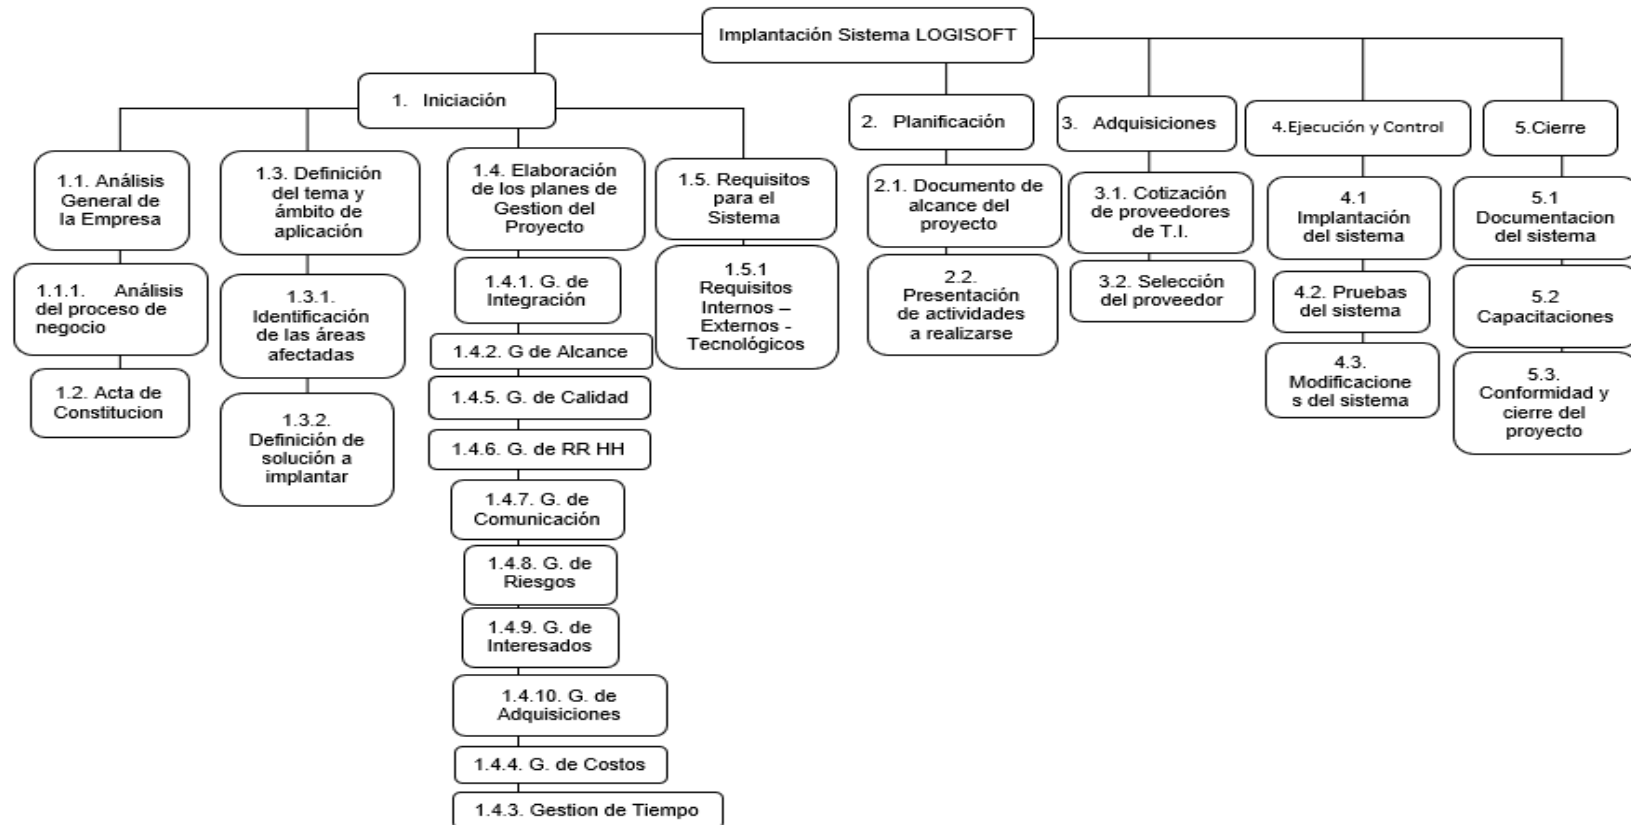 Implantación Sistema LOGISOFT
1. Iniciación
1.1. Análisis
General de
la Empresa
1.1.1. Análisis
del proceso de
negocio
1.2. Acta de
Constitucion
1.3. Definición
del tema y
ámbito de
aplicación
1.3.1.
Identificación
de las áreas
afectadas
1.3.2.
Definición de
solución a
implantar
1.4. Elaboración
de los planes de
Gestion del
Proyecto
1.4.1. G. de
Integración
1.4.2. G de Alcance
1.4.5. G. de Calidad
1.4.6. G. de RR HH
1.4.7. G. de
Comunicación
1.4.8. G. de
Riesgos
1.4.9. G. de
Interesados
1.4.10. G. de
Adquisiciones
1.4.4. G. de Costos
1.4.3. Gestion de Tiempo
1.5. Requisitos
para el
Sistema
1.5.1
Requisitos
Internos –
Externos -
Tecnológicos
2. Planificación
2.1. Documento de
alcance del
proyecto
2.2.
Presentación
de actividades
a realizarse
3. Adquisiciones
3.1. Cotización
de proveedores
de T.I.
3.2. Selección
del proveedor
4.Ejecución y Control
4.1
Implantación
del sistema
4.2. Pruebas
del sistema
4.3.
Modificacione
s del sistema
5.Cierre
5.1
Documentacion
del sistema
5.2
Capacitaciones
5.3.
Conformidad y
cierre del
proyecto